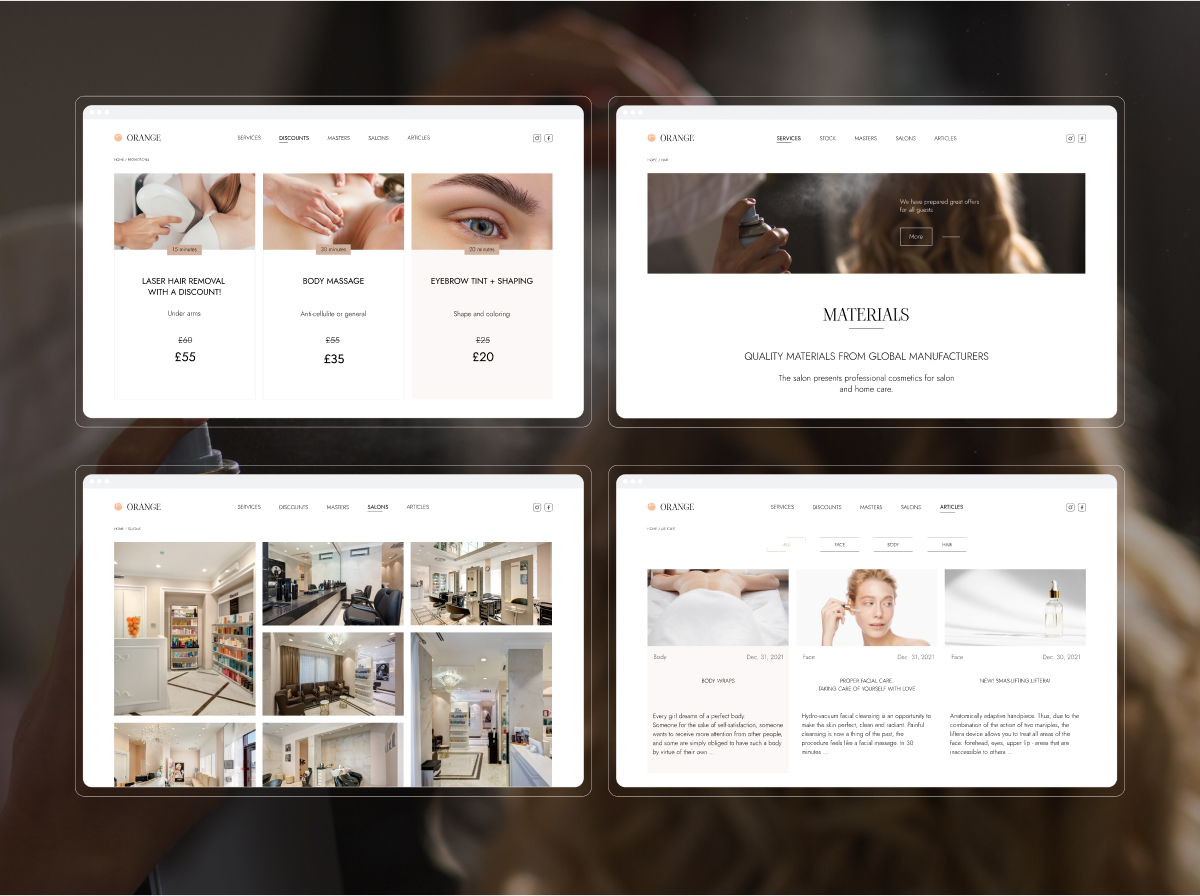 ORANGE
SERVICES DISCOUNTS MASTERS SALONS ARTICLES
HOME / PROMOTIONS
15 minutes
30 minutes
20 minutes
LASER HAIR REMOVAL
WITH A DISCOUNT!
BODY MASSAGE
EYEBROW TINT + SHAPING
Under arms
Anti-cellulite or general
Shape and coloring
£60
£55
£25
£55
£35
£20
ORANGE
SERVICES STOCK MASTERS SALONS ARTICLES
HOME / HAIR
We have prepared great offers
for all guests
More
MATERIALS
QUALITY MATERIALS FROM GLOBAL MANUFACTURERS
The salon presents professional cosmetics for salon
and home care.
ORANGE
SERVICES DISCOUNTS MASTERS SALONS ARTICLES
HOME / SALONS
ORANGE
SERVICES DISCOUNTS MASTERS SALONS ARTICLES
HOME / ARTICLES
ALL FACE BODY HAIR
Body Dec. 31, 2021
BODY WRAPS
Every girl dreams of a perfect body.
Someone for the sake of self-satisfaction, someone
wants to receive more attention from other people,
and some are simply obliged to have such a body
by virtue of their own ...
Face Dec. 31, 2021
PROPER FACIAL CARE.
TAKING CARE OF YOURSELF WITH LOVE
Hydro-vacuum facial cleansing is an opportunity to
make the skin perfect, clean and radiant. Painful
cleansing is now a thing of the past, the
procedure feels like a facial massage. In 30
minutes ...
Face Dec. 30, 2021
NEW! SMAS-LIFTING LIFTERA!
Anatomically adaptive handpiece. Thus, due to the
combination of the action of two maniples, the
liftera device allows you to treat all areas of the
face: forehead, eyes, upper lip - areas that are
inaccessible to others ...